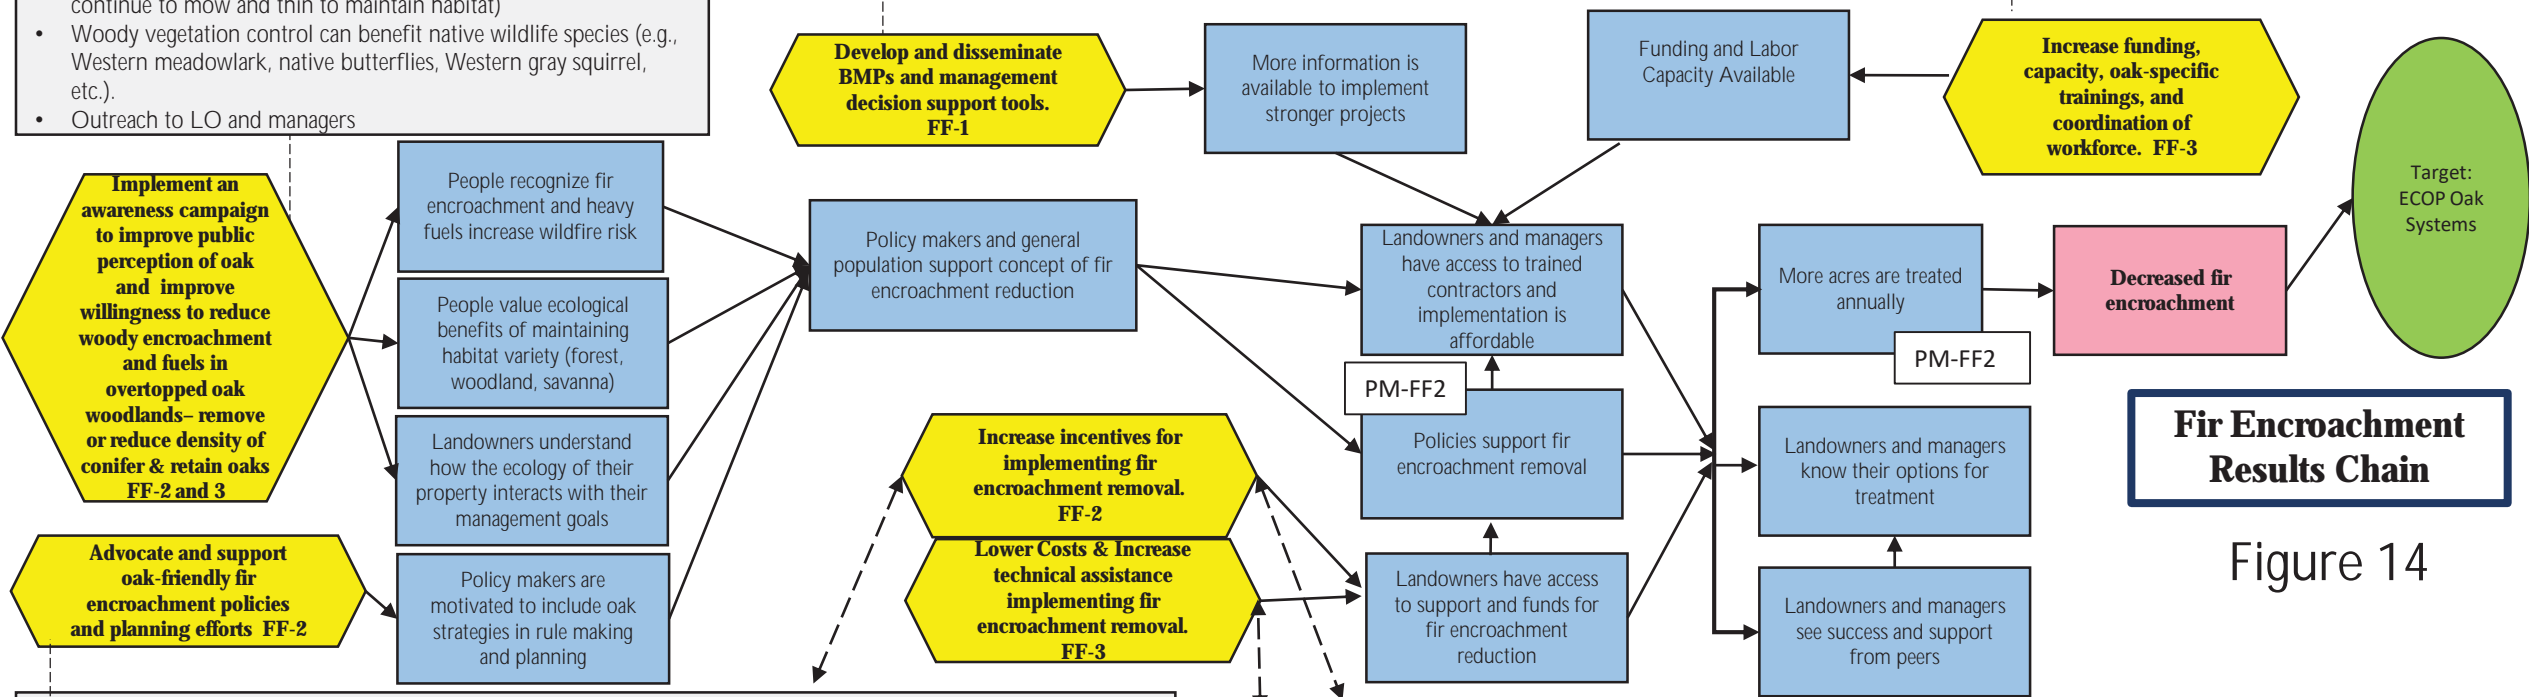 continue to mow and thin to maintain habitat)
• Woody vegetation control can benefit native wildlife species (e.g.,
Western meadowlark, native butterflies, Western gray squirrel,
etc.).
• Outreach to LO and managers
Implement an
awareness campaign
to improve public
perception of oak
and improve
willingness to reduce
woody encroachment
and fuels in
overtopped oak
woodlands– remove
or reduce density of
conifer & retain oaks
FF-2 and 3
Advocate and support
oak-friendly fir
encroachment policies
and planning efforts FF-2
People recognize fir
encroachment and heavy
fuels increase wildfire risk
People value ecological
benefits of maintaining
habitat variety (forest,
woodland, savanna)
Landowners understand
how the ecology of their
property interacts with their
management goals
Policy makers are
motivated to include oak
strategies in rule making
and planning
Develop and disseminate
BMPs and management
decision support tools.
FF-1
More information is
available to implement
stronger projects
Funding and Labor
Capacity Available
Increase funding,
capacity, oak-specific
trainings, and
coordination of
workforce. FF-3
Policy makers and general
population support concept of fir
encroachment reduction
Landowners and managers
have access to trained
contractors and
implementation is
affordable
PM-FF2
Policies support fir
encroachment removal
Increase incentives for
implementing fir
encroachment removal.
FF-2
Lower Costs & Increase
technical assistance
implementing fir
encroachment removal.
FF-3
Landowners have access
to support and funds for
fir encroachment
reduction
More acres are treated
annually
PM-FF2
Landowners and managers
know their options for
treatment
Landowners and managers
see success and support
from peers
Decreased fir
encroachment
Target:
ECOP Oak
Systems
Fir Encroachment
Results Chain
Figure 14